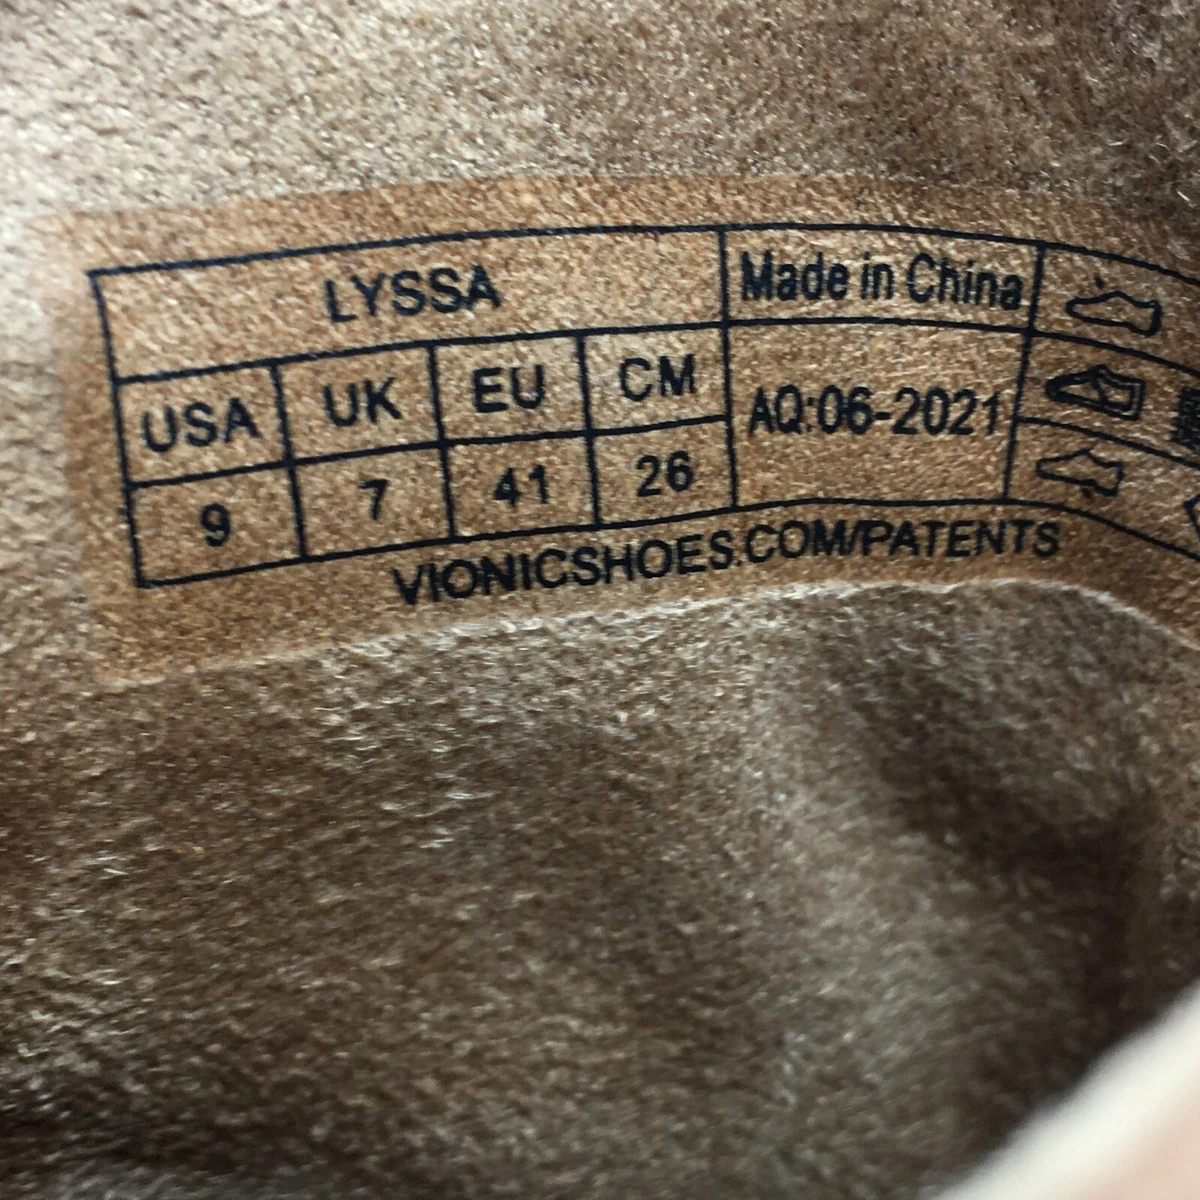 LYSSA Made in China
USA UK EU CM AQ:06-2021
9 7 41 26
VIONICSHOES.COM/PATENTS